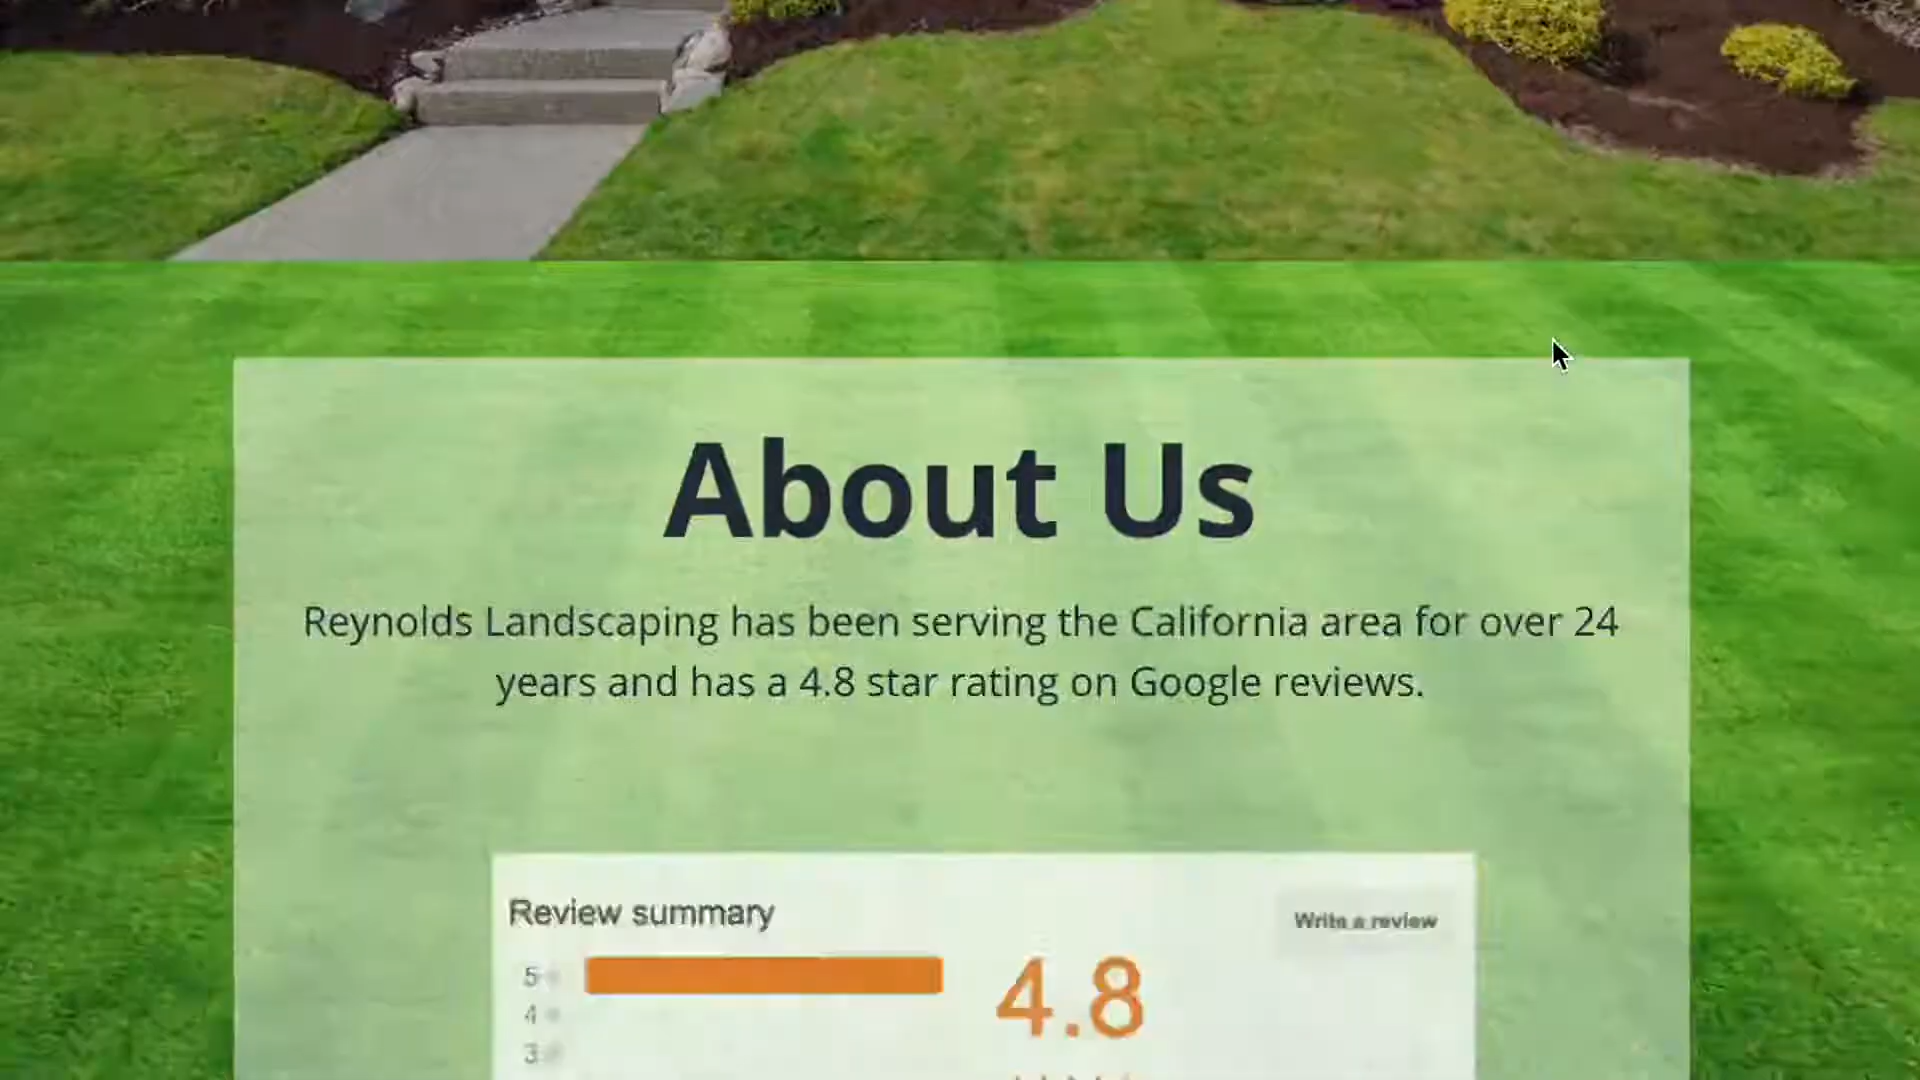 About Us
Reynolds Landscaping has been serving the California area for over 24
years and has a 4.8 star rating on Google reviews.
Review summary
Write a review
5
4.8
4
3